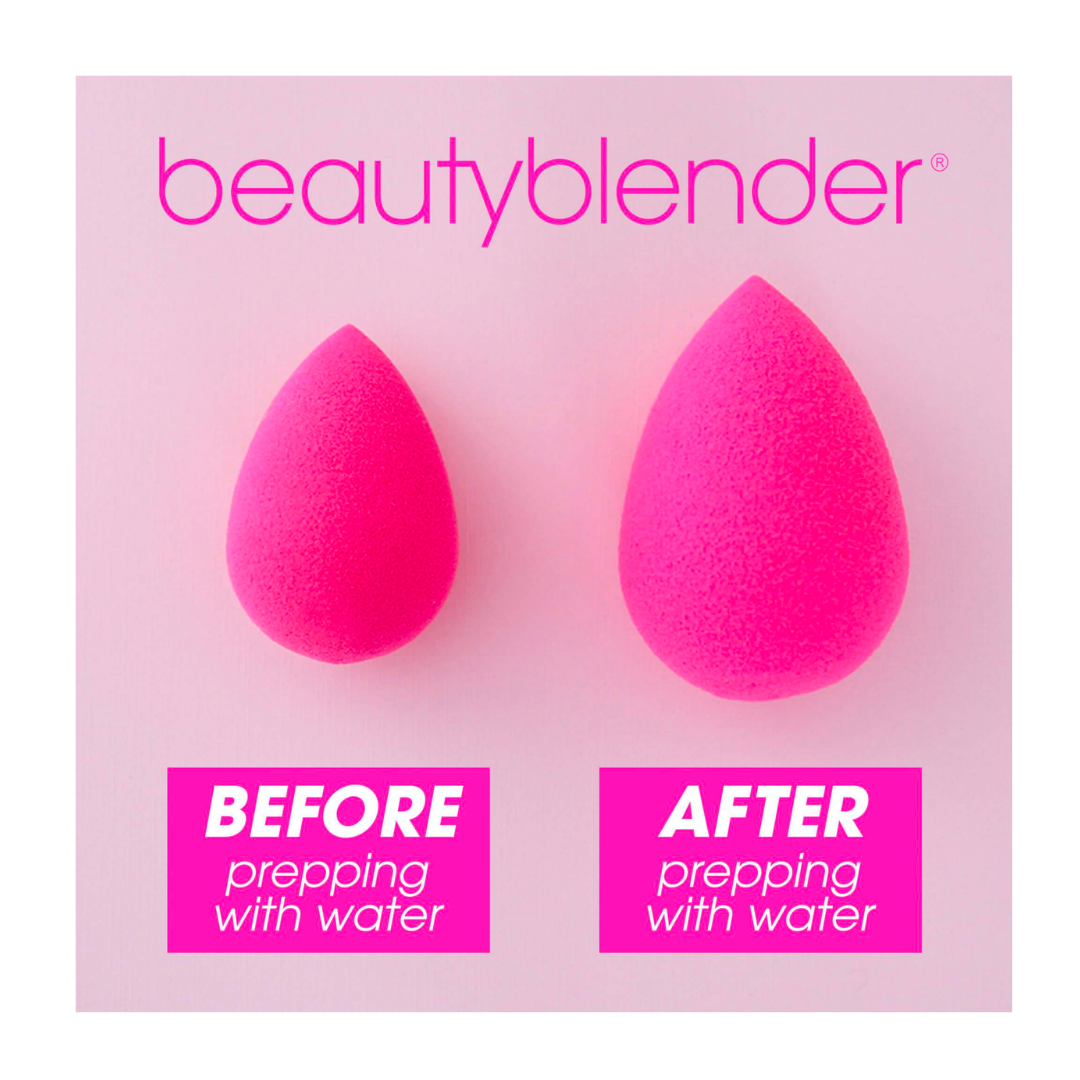 beautyblender®
BEFORE
prepping
with water
AFTER
prepping
with water